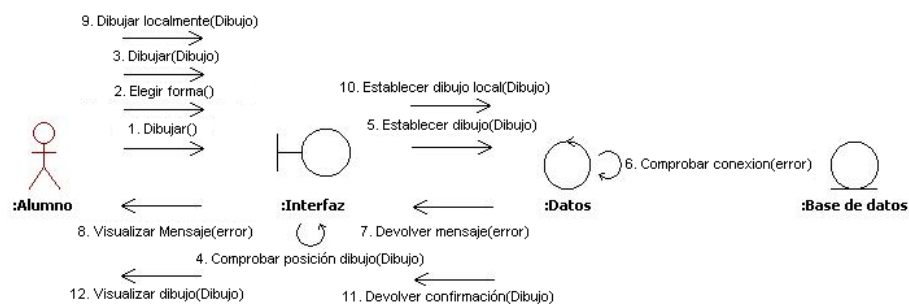 9. Dibujar localmente(Dibujo)
3. Dibujar(Dibujo)
2. Elegir forma()
1. Dibujar()
10. Establecer dibujo local(Dibujo)
5. Establecer dibujo(Dibujo)
6. Comprobar conexion(error)
:Alumno
:Interfaz
:Datos
:Base de datos
8. Visualizar Mensaje(error)
7. Devolver mensaje(error)
4. Comprobar posición dibujo(Dibujo)
12. Visualizar dibujo(Dibujo)
11. Devolver confirmación(Dibujo)